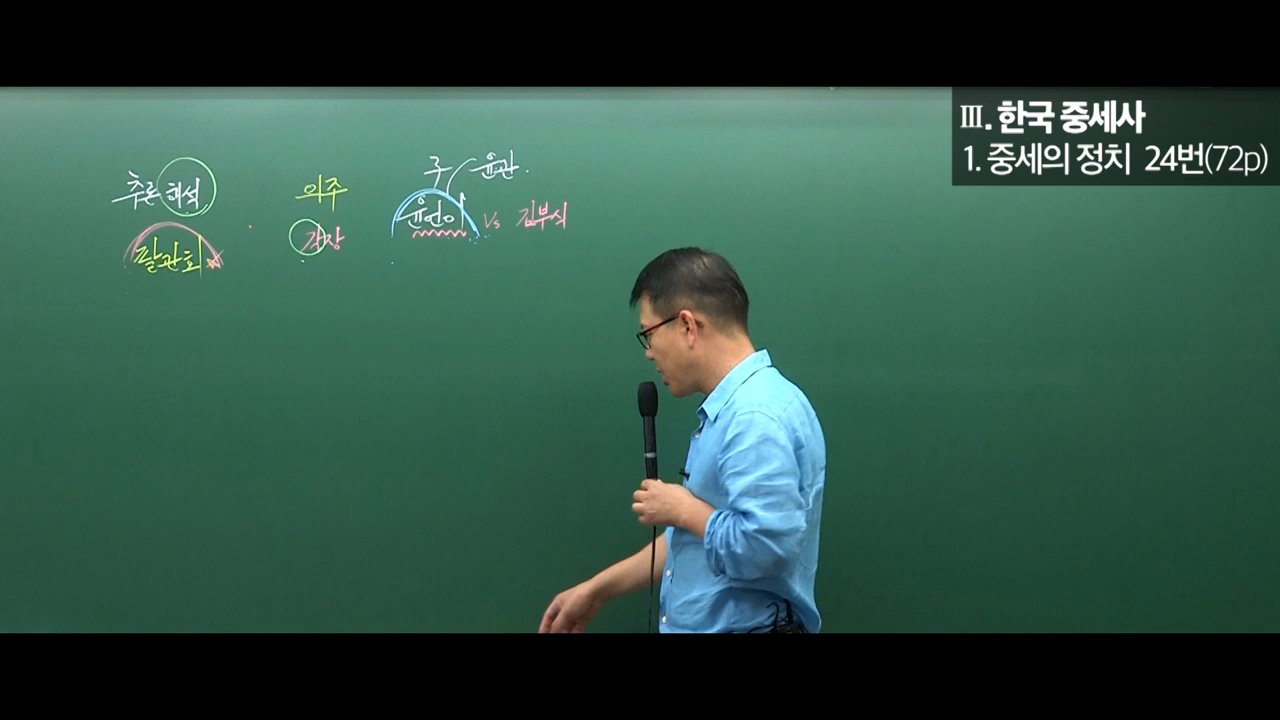 Ⅲ. 한국 중세사
1. 중세의 정치 24번(72p)
추론 해석
팔관회
의주
각장
子 윤관.
윤언이 Vs 김부식